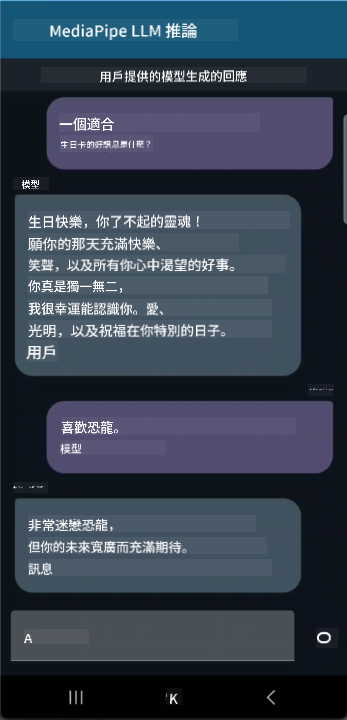 MediaPipe LLM 推論
用戶提供的模型生成的回應
一個適合
生日卡的好訊息是什麼？
模型
生日快樂，你了不起的靈魂！
願你的那天充滿快樂、
笑聲，以及所有你心中渴望的好事。
你真是獨一無二，
我很幸運能認識你。愛、
光明，以及祝福在你特別的日子。
用戶
喜歡恐龍。
模型
非常迷戀恐龍，
但你的未來寬廣而充滿期待。
訊息
A
K